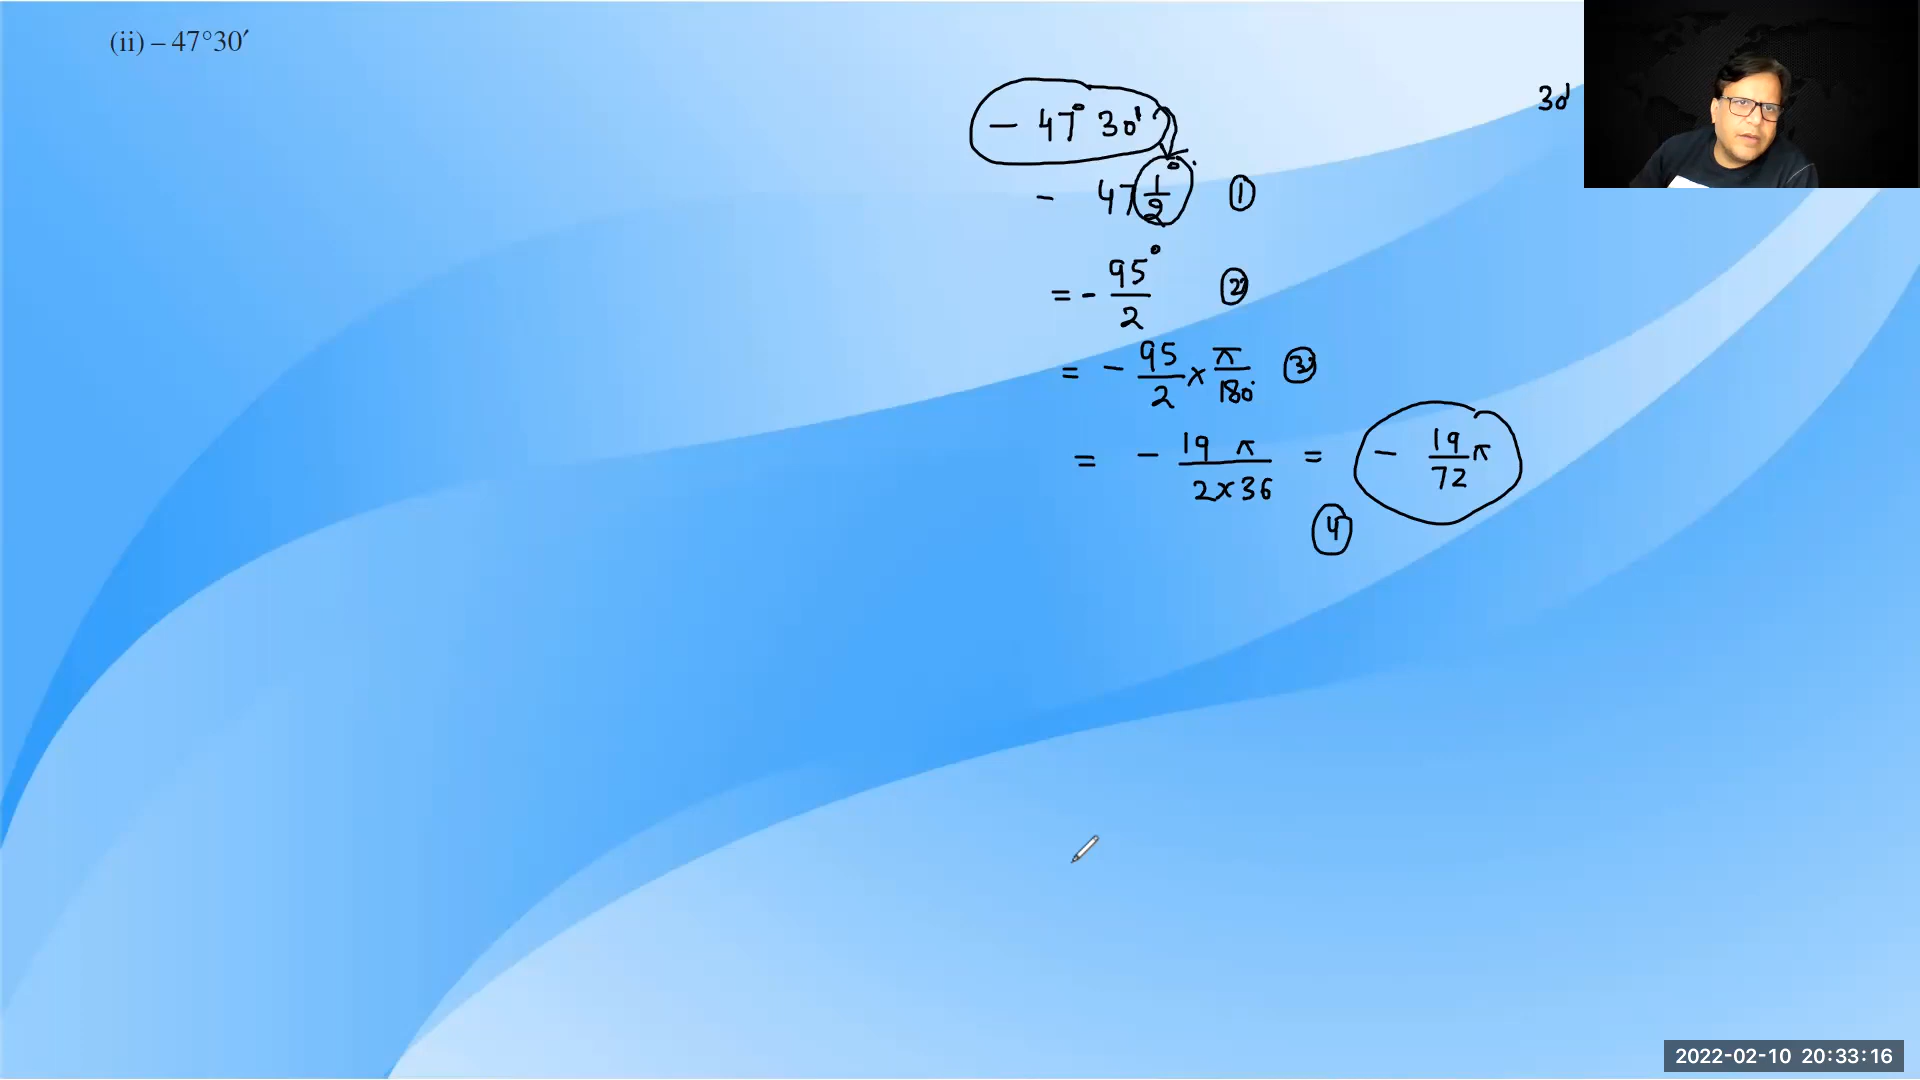 (ii) – 47°30′
30'
– 47° 30'
– 47 1/2° ①
= – 95°/2 ②
= – 95/2 × π/180 ③
= – 19 π / 2×36 = – 19/72 π
④
2022-02-10 20:33:16